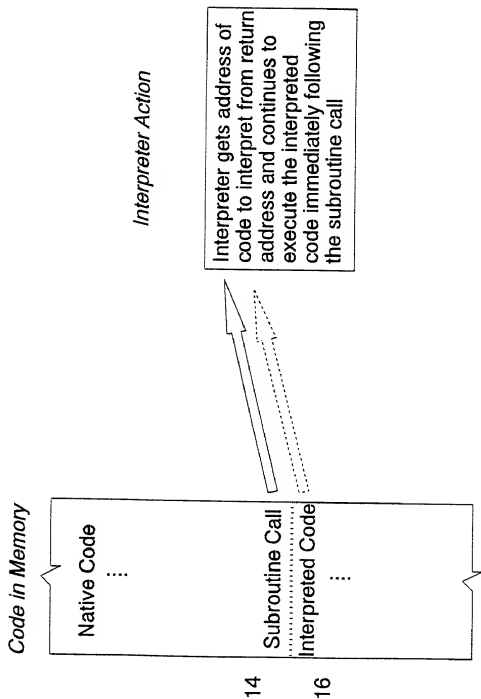 Code in Memory
Native Code
⋮
14
Subroutine Call
Interpreted Code
16
⋮
Interpreter Action
Interpreter gets address of
code to interpret from return
address and continues to
execute the interpreted
code immediately following
the subroutine call